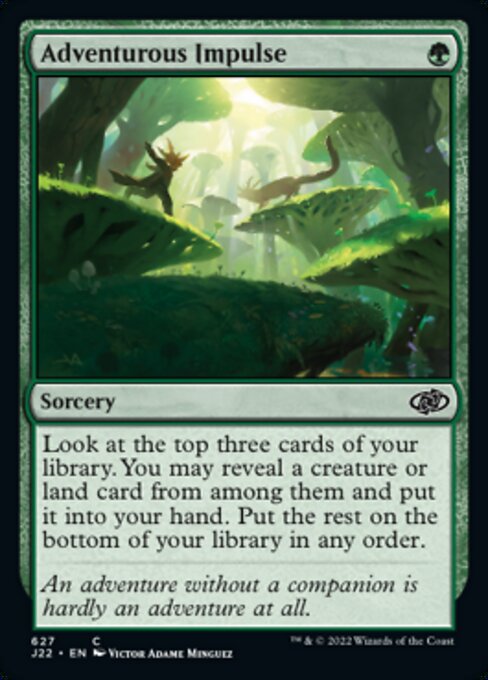 Adventurous Impulse
Sorcery
Look at the top three cards of your
library. You may reveal a creature or
land card from among them and put
it into your hand. Put the rest on the
bottom of your library in any order.
An adventure without a companion is
hardly an adventure at all.
627 C
J22 • EN VICTOR ADAME MINGUEZ
™ & © 2022 Wizards of the Coast